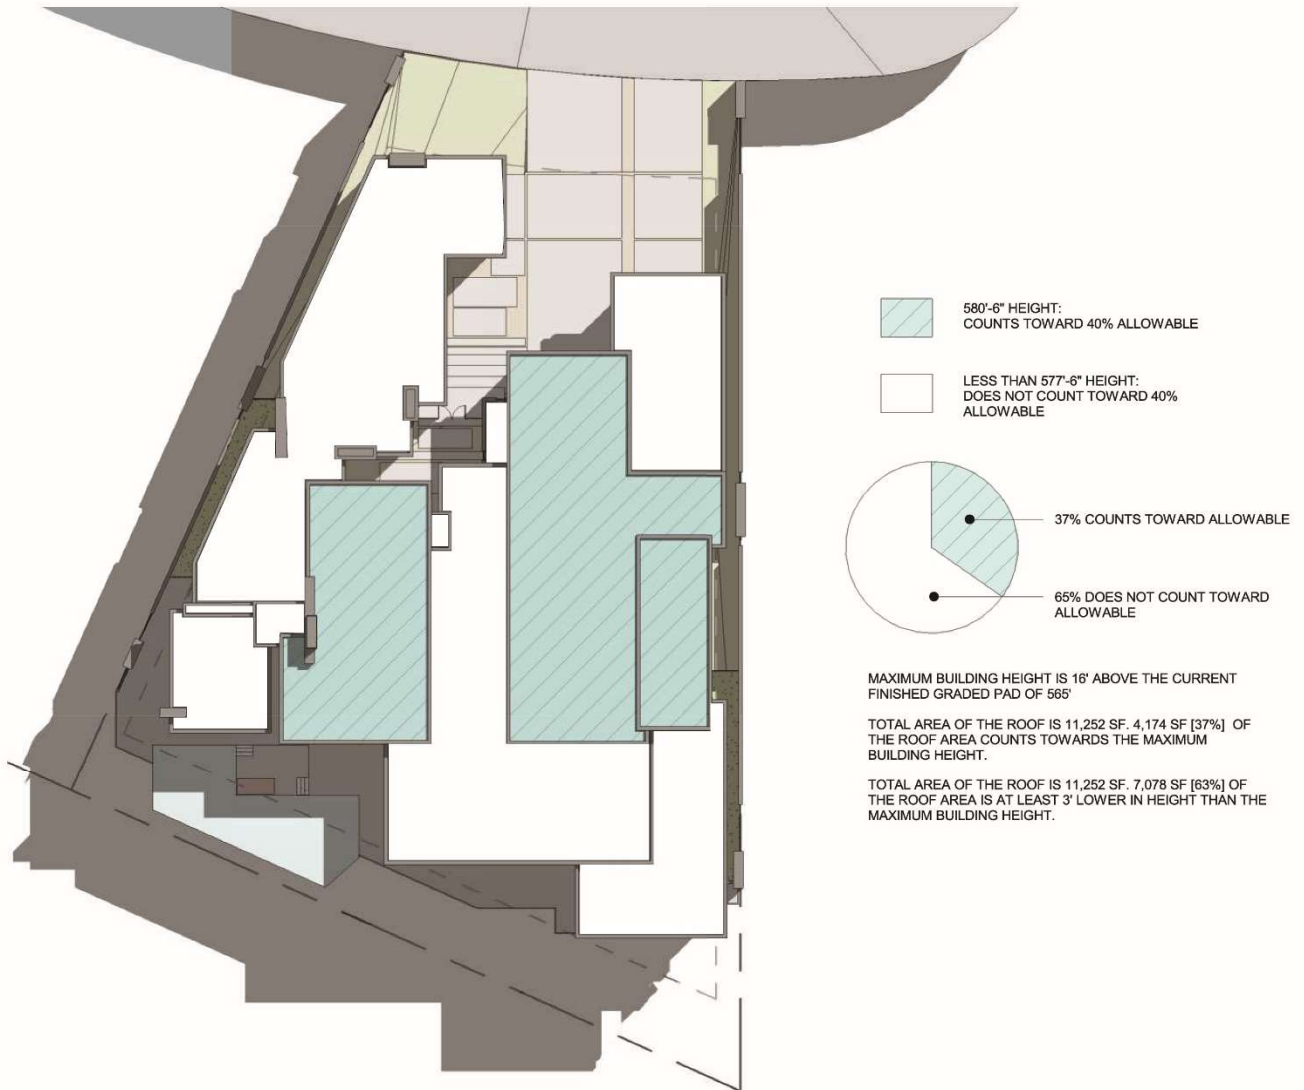 580'-6" HEIGHT:
COUNTS TOWARD 40% ALLOWABLE
LESS THAN 577'-6" HEIGHT:
DOES NOT COUNT TOWARD 40%
ALLOWABLE
37% COUNTS TOWARD ALLOWABLE
65% DOES NOT COUNT TOWARD
ALLOWABLE
MAXIMUM BUILDING HEIGHT IS 16' ABOVE THE CURRENT
FINISHED GRADED PAD OF 565'
TOTAL AREA OF THE ROOF IS 11,252 SF. 4,174 SF [37%] OF
THE ROOF AREA COUNTS TOWARDS THE MAXIMUM
BUILDING HEIGHT.
TOTAL AREA OF THE ROOF IS 11,252 SF. 7,078 SF [63%] OF
THE ROOF AREA IS AT LEAST 3' LOWER IN HEIGHT THAN THE
MAXIMUM BUILDING HEIGHT.